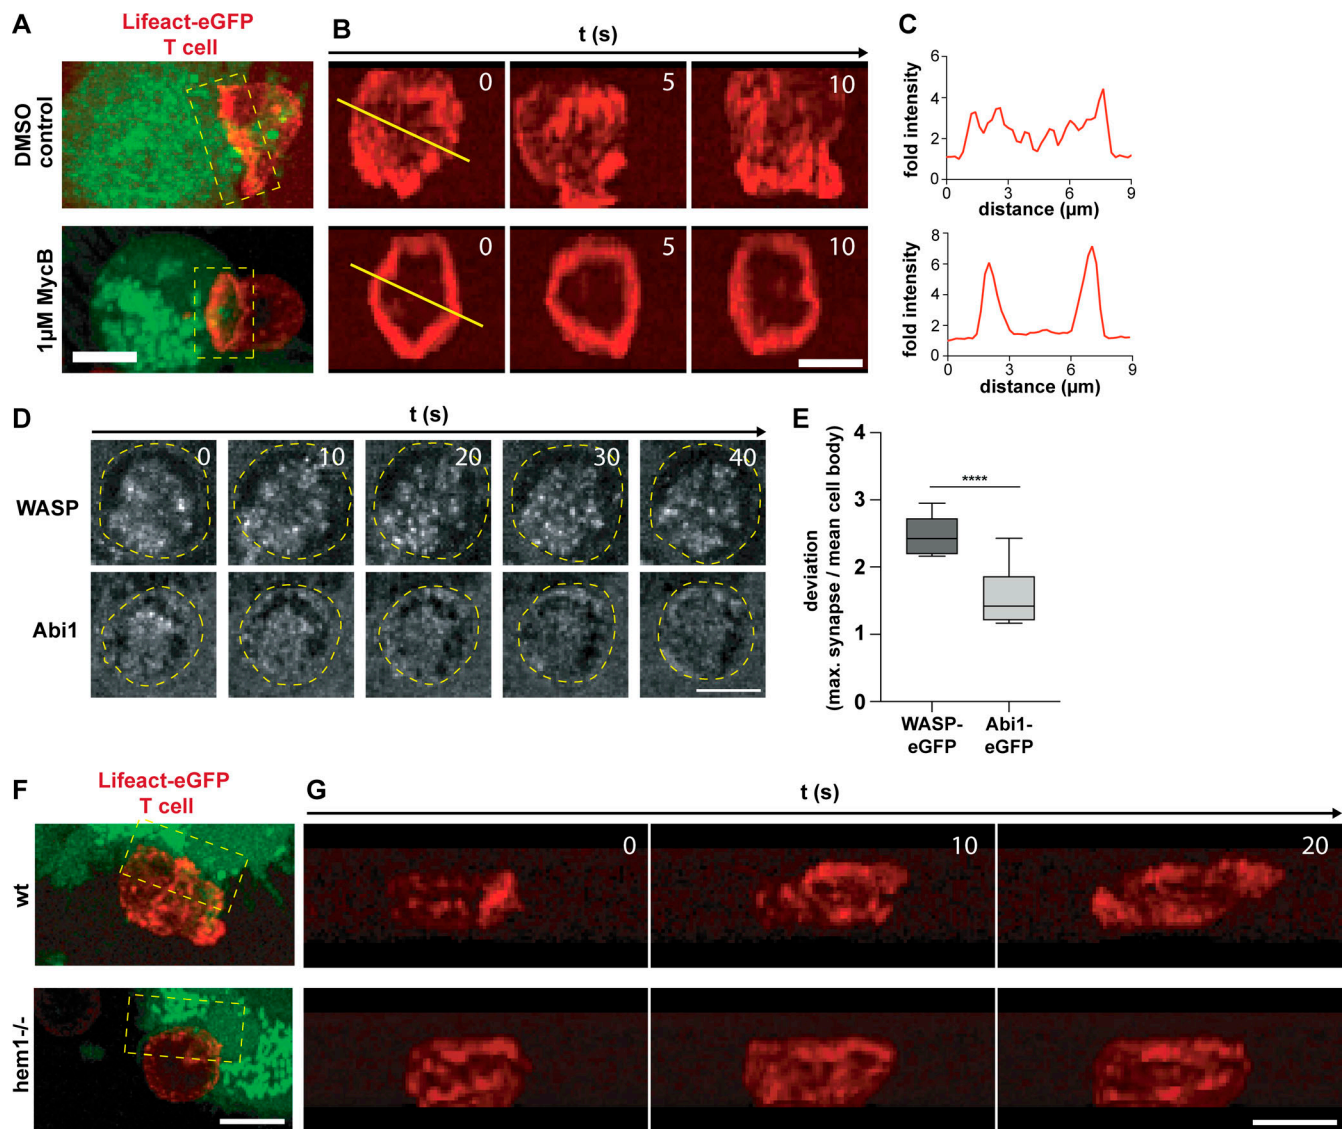 A
Lifeact-eGFP
T cell
DMSO
control
1µM MycB
B
t (s)
0
5
10
0
5
10
C
fold intensity
6
4
2
0
0
3
6
9
distance (µm)
fold intensity
8
6
4
2
0
0
3
6
9
distance (µm)
D
t (s)
WASP
0
10
20
30
40
Abi1
E
deviation
(max. synapse / mean cell body)
4
3
2
1
0
****
WASP-
eGFP
Abi1-
eGFP
F
Lifeact-eGFP
T cell
wt
hem1-/-
G
t (s)
0
10
20